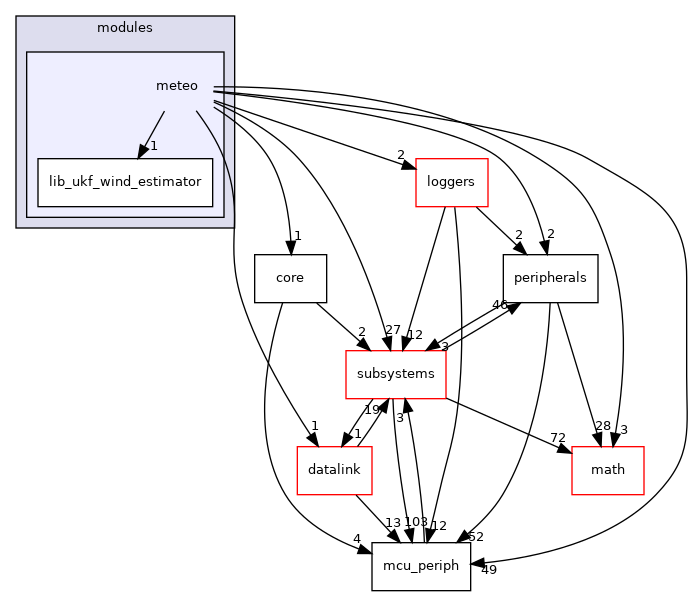 modules
meteo
1
lib_ukf_wind_estimator
2
loggers
1
2
2
core
peripherals
46
2
27
12
3
subsystems
19
3
1
1
72
28
3
datalink
math
13
103
12
4
52
49
mcu_periph